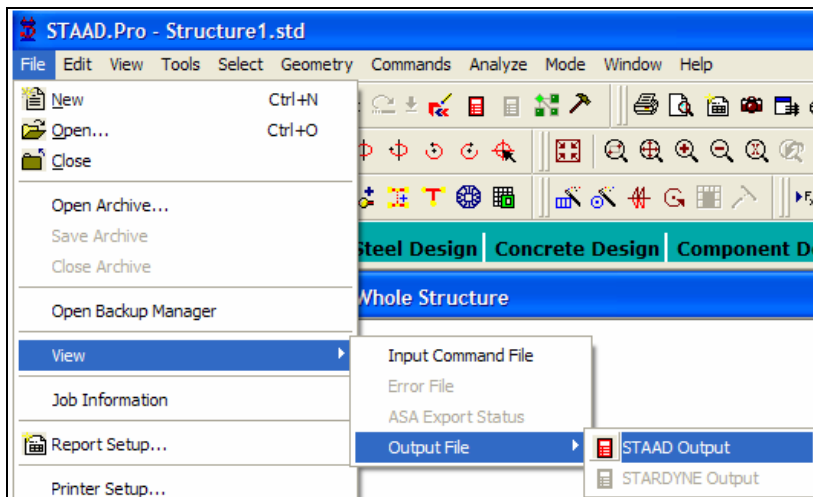 STAAD.Pro - Structure1.std
File Edit View Tools Select Geometry Commands Analyze Mode Window Help
New Ctrl+N
Open... Ctrl+O
Close
Open Archive...
Save Archive
Close Archive
Steel Design Concrete Design Component
Whole Structure
Open Backup Manager
View
Input Command File
Error File
Job Information
ASA Export Status
Report Setup...
Output File
STAAD Output
Printer Setup...
STARDYNE Output